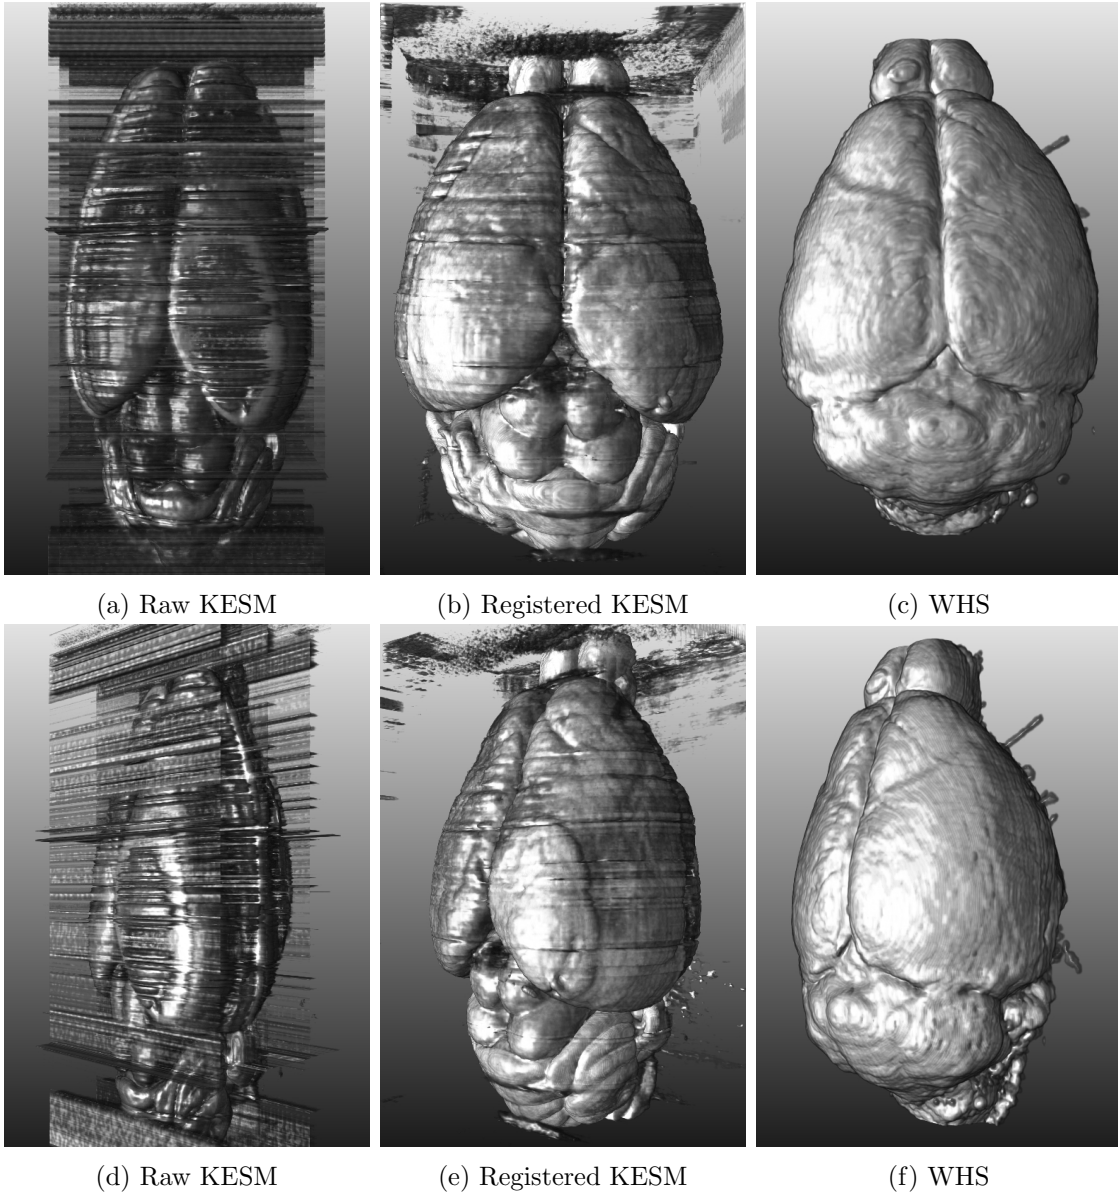 (a) Raw KESM
(b) Registered KESM
(c) WHS
(d) Raw KESM
(e) Registered KESM
(f) WHS